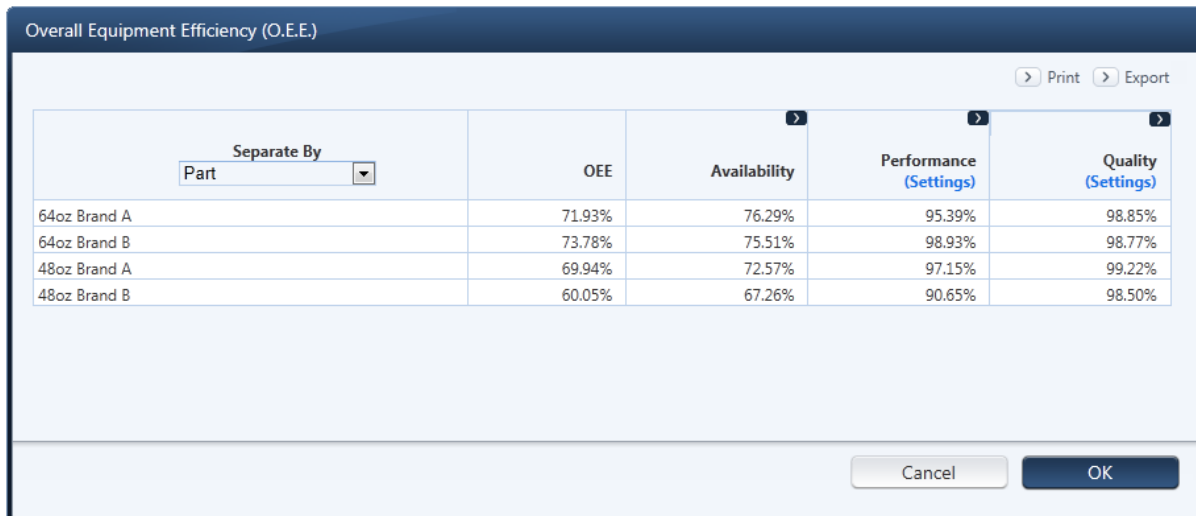 Overall Equipment Efficiency (O.E.E.)
Print Export
Separate By
Part
OEE
Availability
Performance
(Settings)
Quality
(Settings)
64oz Brand A 71.93% 76.29% 95.39% 98.85%
64oz Brand B 73.78% 75.51% 98.93% 98.77%
48oz Brand A 69.94% 72.57% 97.15% 99.22%
48oz Brand B 60.05% 67.26% 90.65% 98.50%
Cancel OK